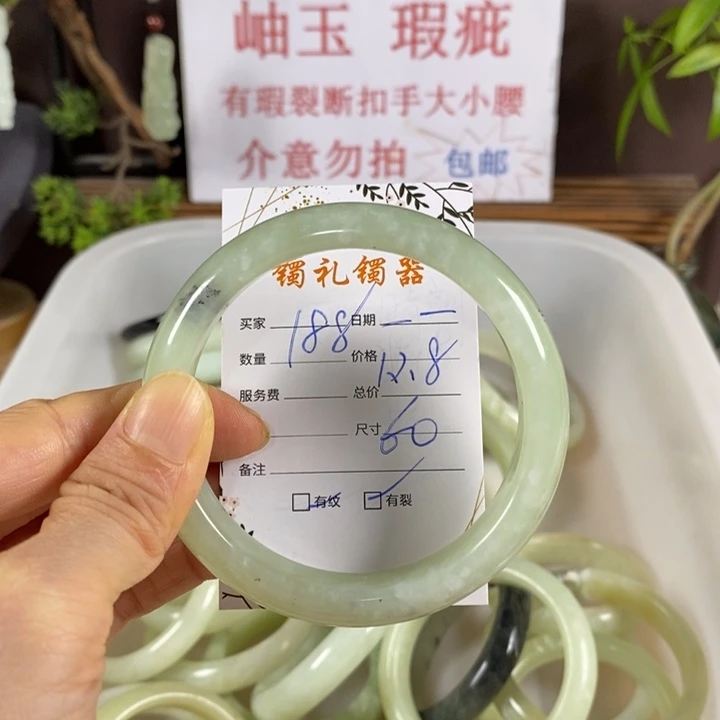 岫玉 瑕疵
有瑕裂断扣手大小腰
介意勿拍 包邮
镯礼镯器
买家 188 日期 一一
数量 价格 12.8
服务费 总价
尺寸 60
备注
有纹 有裂